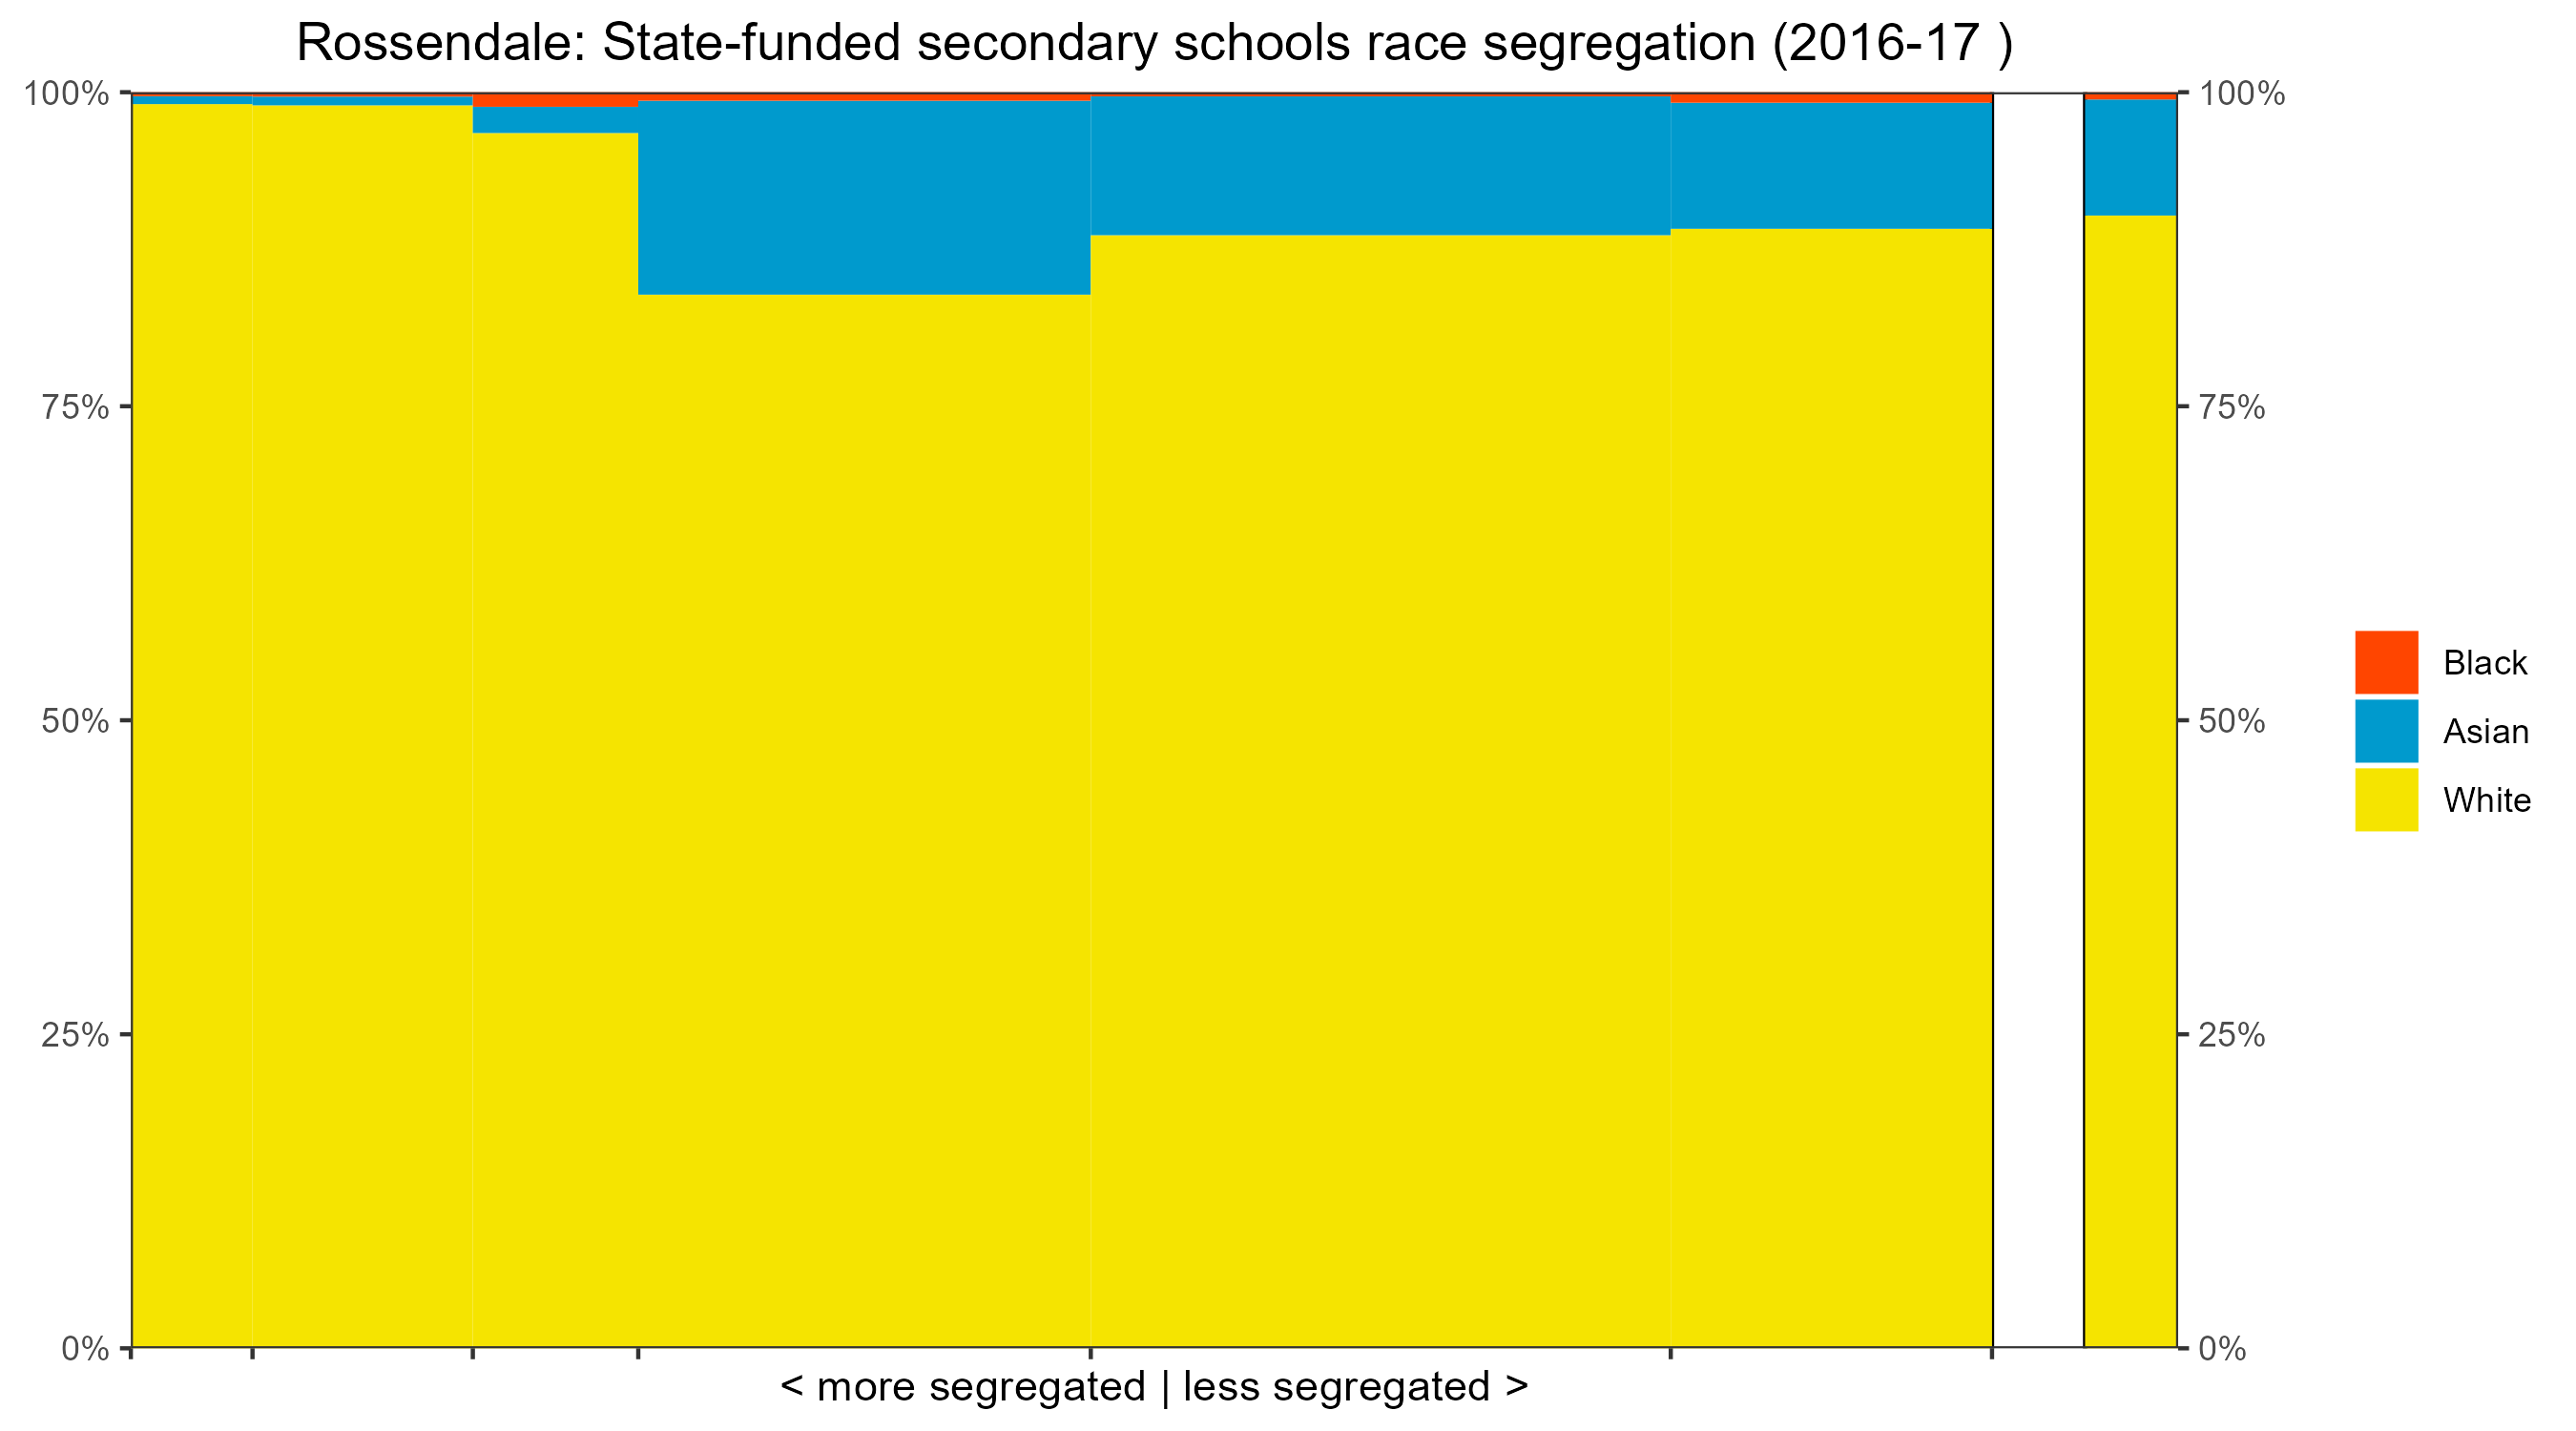 Rossendale: State-funded secondary schools race segregation (2016-17 )
100%
75%
50%
25%
0%
100%
75%
50%
25%
0%
Black
Asian
White
< more segregated | less segregated >